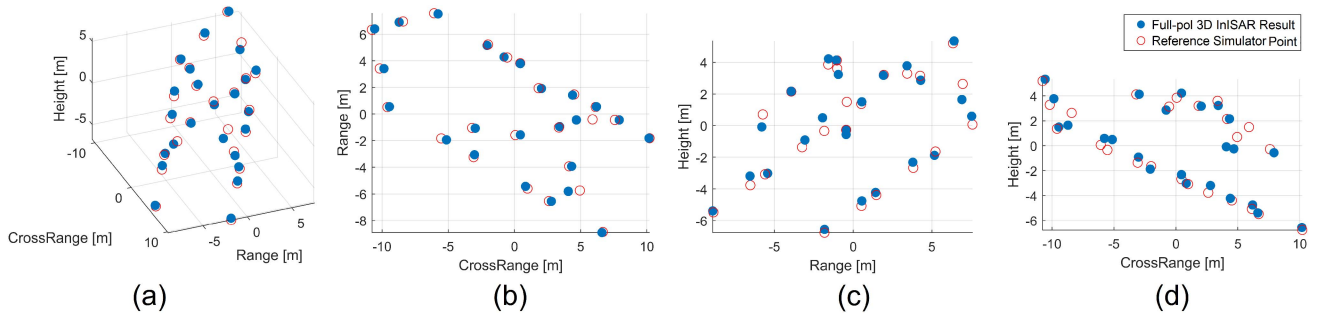 Full-pol 3D InISAR Result
Reference Simulator Point
5
0
-5
-10
0
10
-5
0
5
Height [m]
CrossRange [m]
Range [m]
(a)
6
4
2
0
-2
-4
-6
-8
-10
-5
0
5
10
Range [m]
CrossRange [m]
(b)
4
2
0
-2
-4
-6
-5
0
5
Height [m]
Range [m]
(c)
4
2
0
-2
-4
-6
-10
-5
0
5
10
Height [m]
CrossRange [m]
(d)